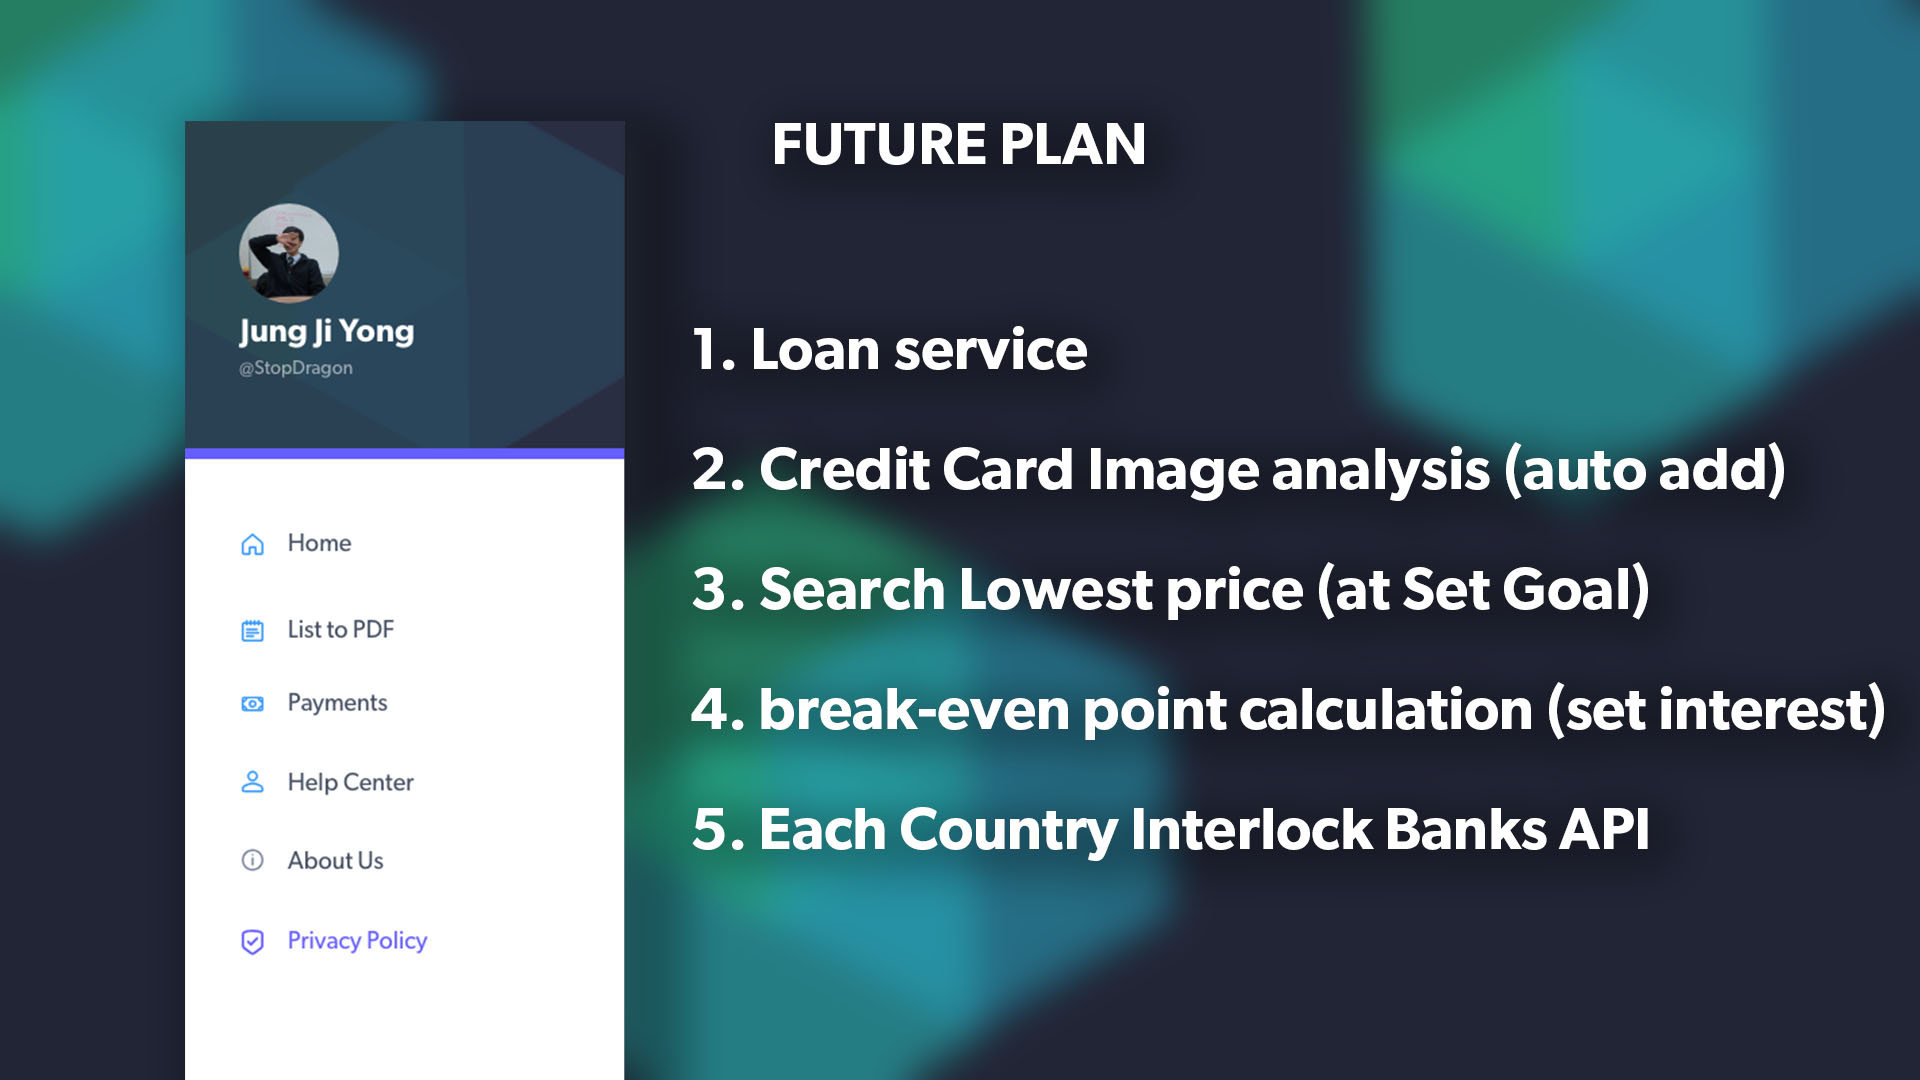 FUTURE PLAN
Jung Ji Yong
@StopDragon
Home
List to PDF
Payments
Help Center
About Us
Privacy Policy
1. Loan service
2. Credit Card Image analysis (auto add)
3. Search Lowest price (at Set Goal)
4. break-even point calculation (set interest)
5. Each Country Interlock Banks API